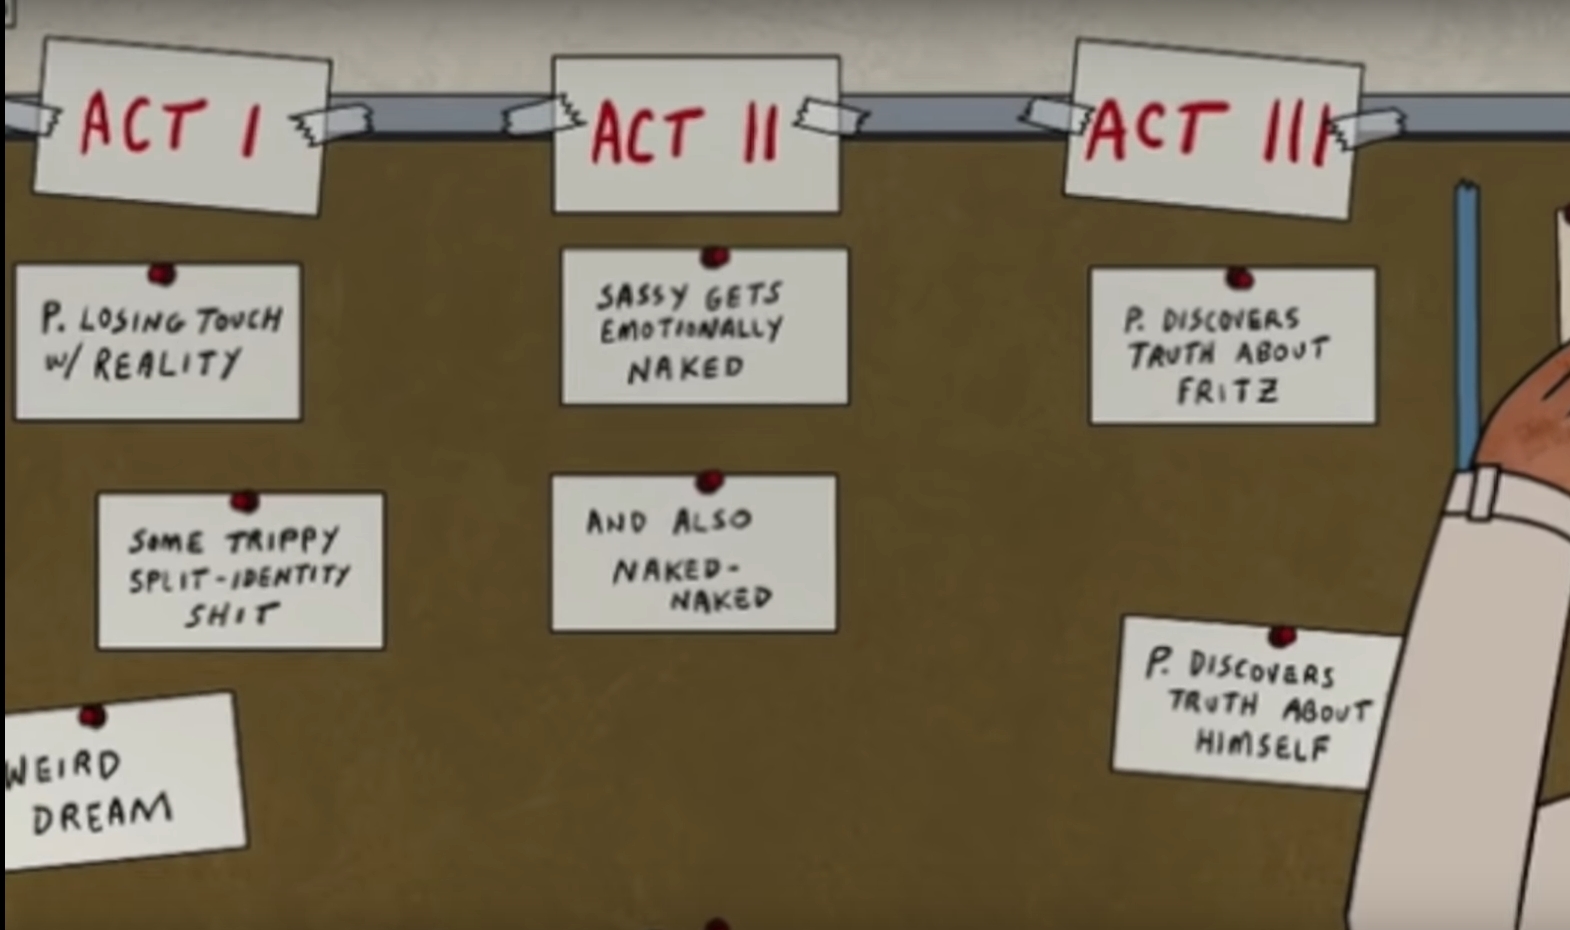 ACT I
P. LOSING TOUCH
W/ REALITY
SOME TRIPPY
SPLIT-IDENTITY
SHIT
WEIRD
DREAM
ACT II
SASSY GETS
EMOTIONALLY
NAKED
AND ALSO
NAKED-
NAKED
ACT III
P. DISCOVERS
TRUTH ABOUT
FRITZ
P. DISCOVERS
TRUTH ABOUT
HIMSELF